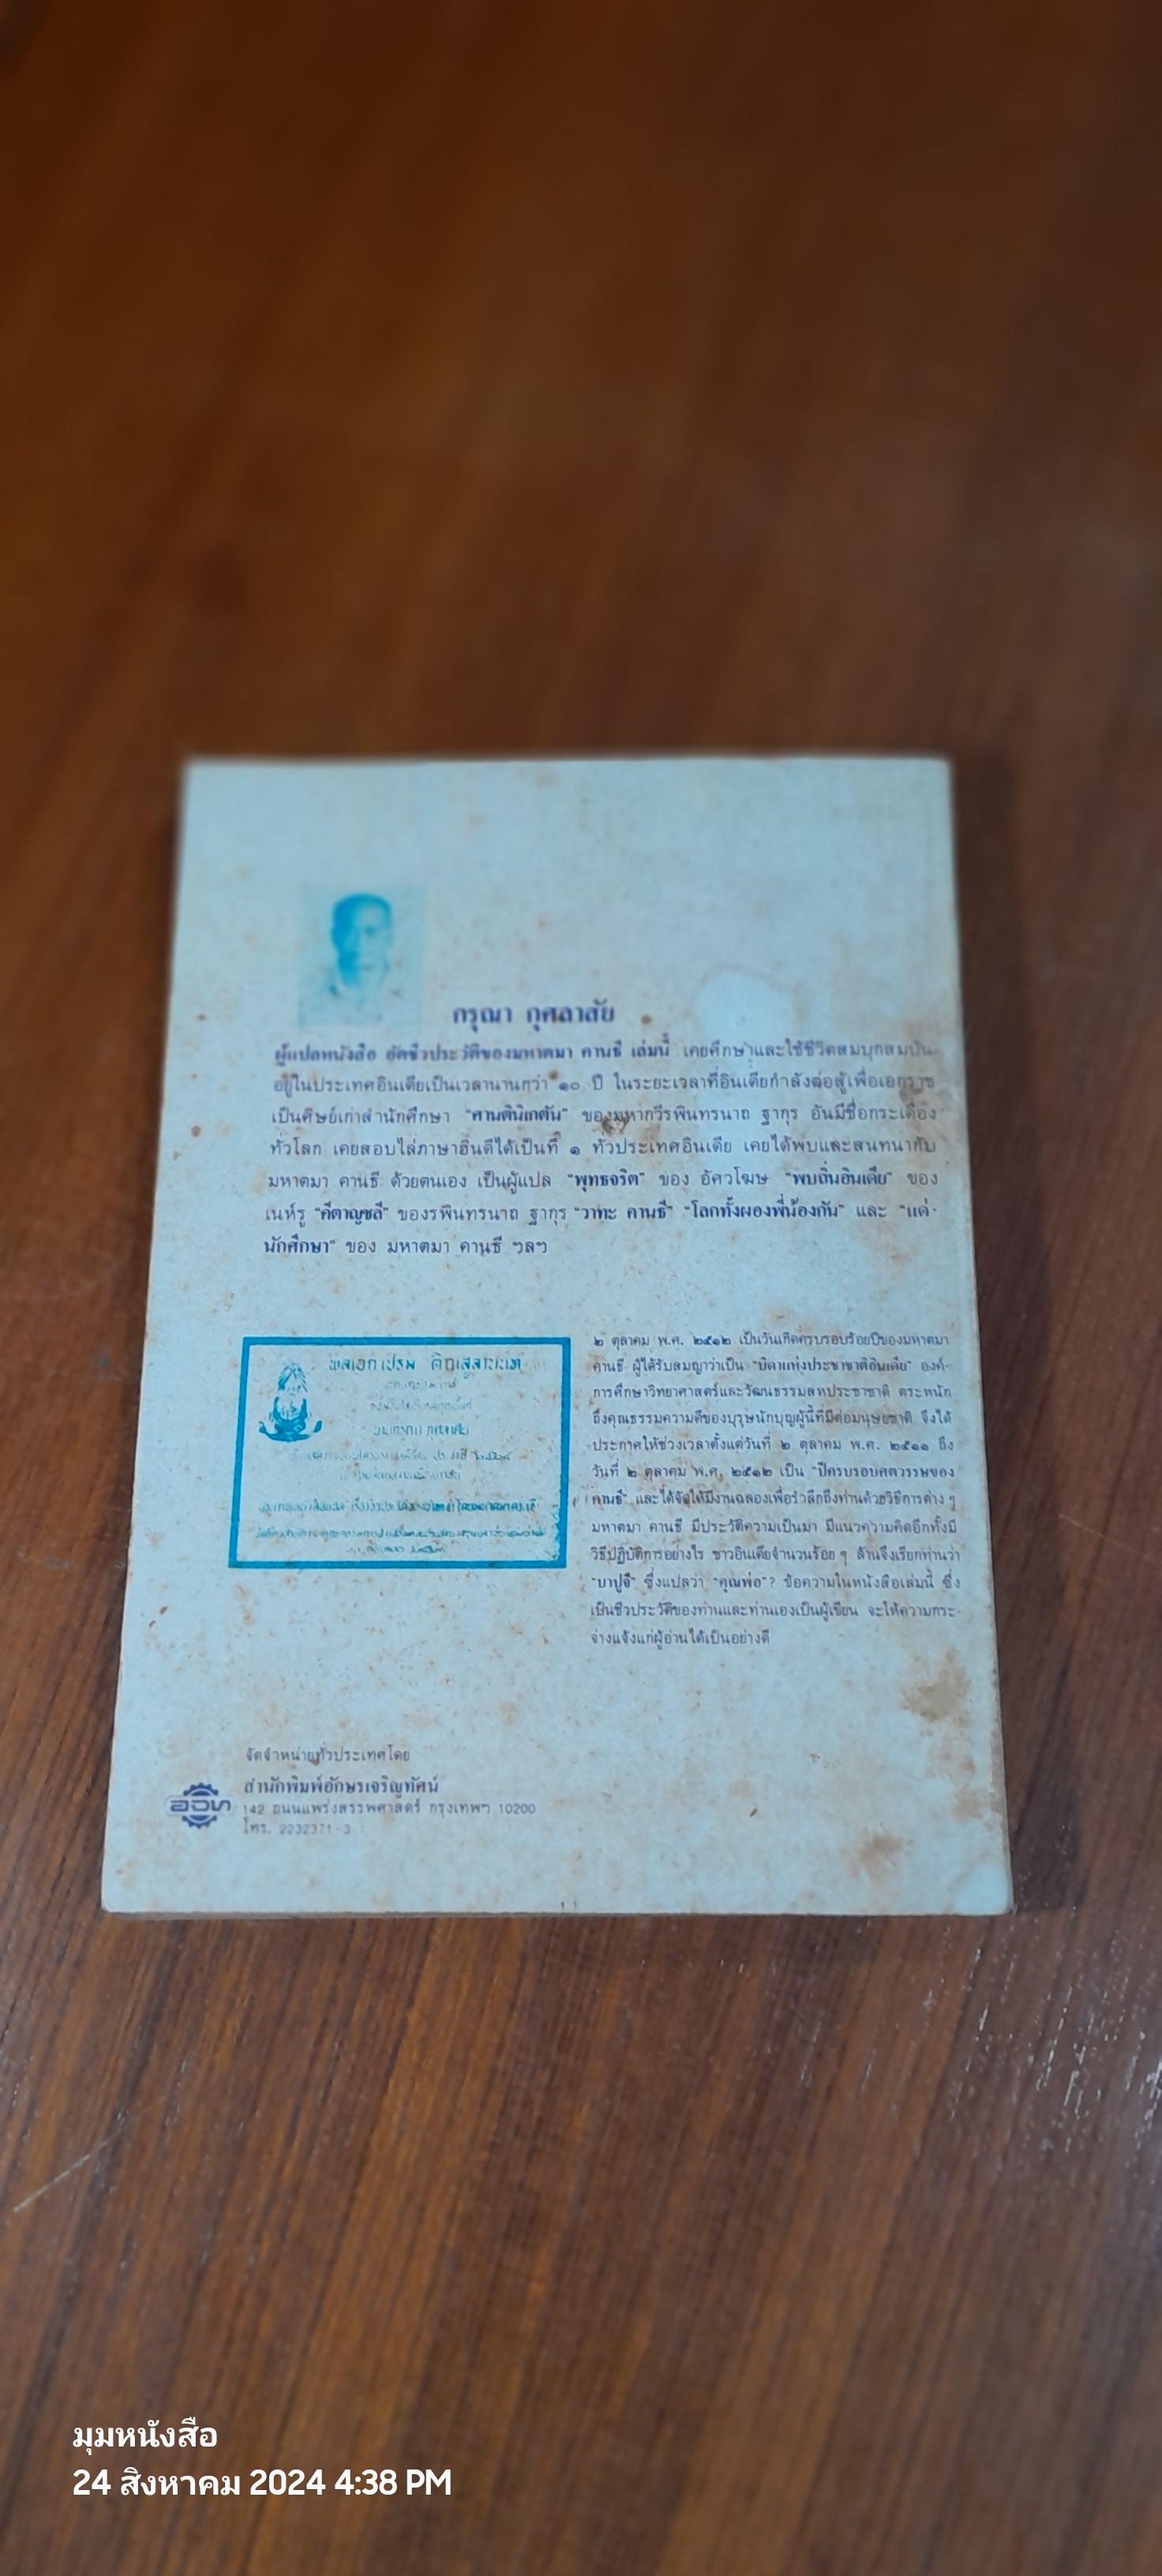 กรุณา กุศลาสัย
ผู้แปลหนังสือ อัตชีวประวัติของมหาตมา คานธี เล่มนี้ เคยศึกษาและใช้ชีวิตสมบุกสมบัน
อยู่ในประเทศอินเดียเป็นเวลานานกว่า ๑๐ ปี ในระยะเวลาที่อินเดียกำลังต่อสู้เพื่อเอกราช
เป็นศิษย์เก่าสำนักศึกษา "ศานตินิเกตัน" ของมหากวีรพินทรนาถ ฐากุร อันมีชื่อกระเดื่อง
ทั่วโลก เคยสอบไล่ภาษาฮินดีได้เป็นที่ ๑ ทั่วประเทศอินเดีย เคยได้พบและสนทนากับ
มหาตมา คานธี ด้วยตนเอง เป็นผู้แปล "พุทธจริต" ของ อัศวโฆษ "พบถิ่นอินเดีย" ของ
เนห์รู "คีตาญชลี" ของรพินทรนาถ ฐากุร "วาทะ คานธี" "โลกทั้งผองพี่น้องกัน" และ "แด่-
นักศึกษา" ของ มหาตมา คานธี ฯลฯ
พลเอก เปรม ติณสูลานนท์
๒ ตุลาคม พ.ศ. ๒๕๑๒ เป็นวันเกิดครบรอบร้อยปีของมหาตมา
คานธี ผู้ได้รับสมญาว่าเป็น "บิดาแห่งประชาชาติอินเดีย" องค์-
การศึกษาวิทยาศาสตร์และวัฒนธรรมสหประชาชาติ ตระหนัก
ถึงคุณธรรมความดีของบุรุษนักบุญผู้นี้ที่มีต่อมนุษยชาติ จึงได้
ประกาศให้ช่วงเวลาตั้งแต่วันที่ ๒ ตุลาคม พ.ศ. ๒๕๑๑ ถึง
วันที่ ๒ ตุลาคม พ.ศ. ๒๕๑๒ เป็น "ปีครบรอบศตวรรษของ
คานธี" และได้จัดให้มีงานฉลองเพื่อรำลึกถึงท่านด้วยวิธีการต่าง ๆ
มหาตมา คานธี มีประวัติความเป็นมา มีแนวความคิดอีกทั้งมี
วิธีปฏิบัติการอย่างไร ชาวอินเดียจำนวนร้อย ๆ ล้านจึงเรียกท่านว่า
"บาปูจี" ซึ่งแปลว่า "คุณพ่อ"? ข้อความในหนังสือเล่มนี้ ซึ่ง
เป็นชีวประวัติของท่านและท่านเองเป็นผู้เขียน จะให้ความกระ-
จ่างแจ้งแก่ผู้อ่านได้เป็นอย่างดี
จัดจำหน่ายทั่วประเทศโดย
สำนักพิมพ์อักษรเจริญทัศน์
อจท
142 ถนนแพร่งสรรพศาสตร์ กรุงเทพฯ 10200
โทร. 2232371-3
มุมหนังสือ
24 สิงหาคม 2024 4:38 PM